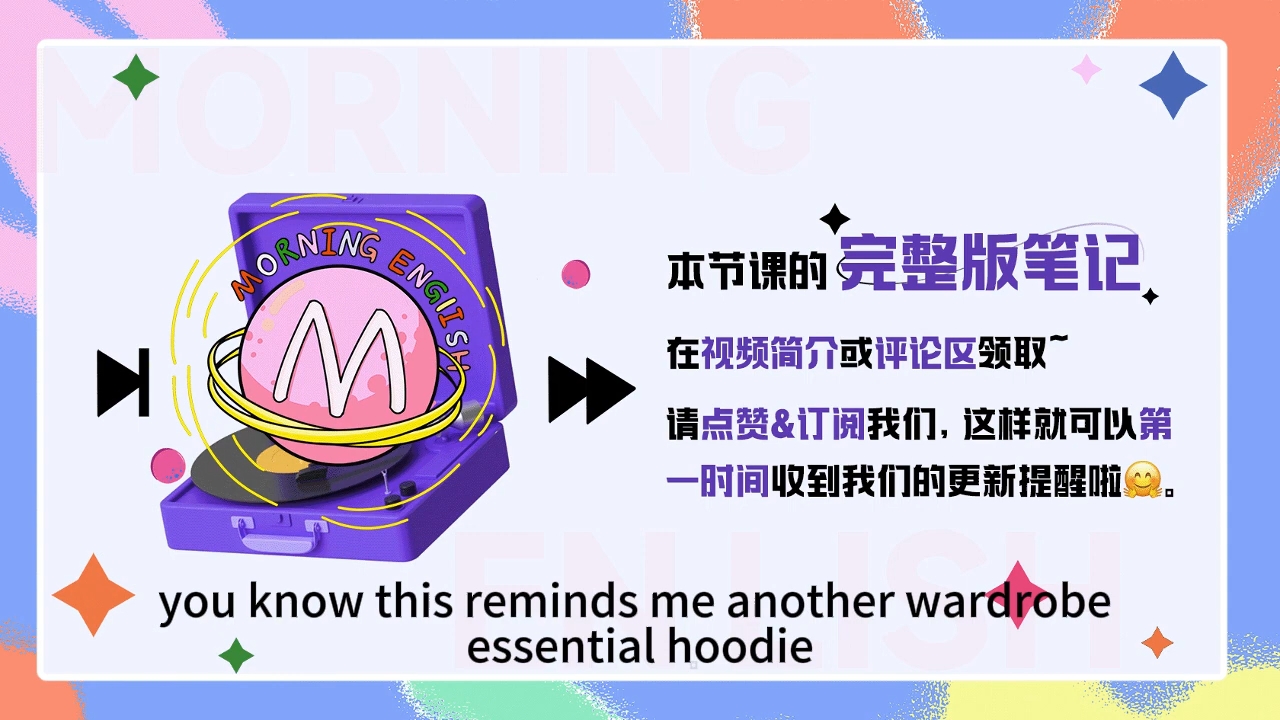 MORNING
MORNING ENGlISH
M
本节课的 完整版笔记
在视频简介或评论区领取~
请点赞&订阅我们, 这样就可以第
一时间收到我们的更新提醒啦🤗。
ENLISH
you know this reminds me another wardrobe
essential hoodie